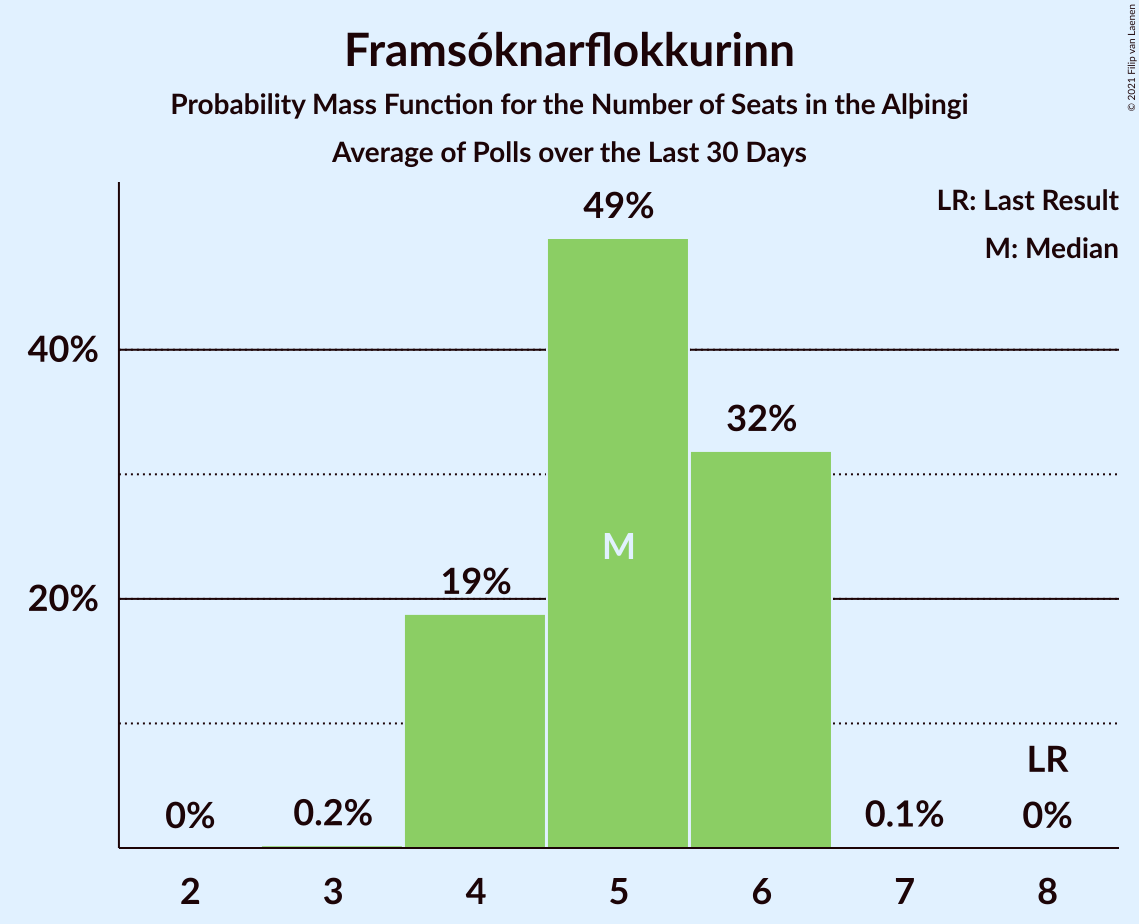 Framsóknarflokkurinn
Probability Mass Function for the Number of Seats in the Alþingi
Average of Polls over the Last 30 Days
© 2021 Filip van Laenen
LR: Last Result
M: Median
49%
40%
32%
M
19%
20%
LR
0%
0.2%
0.1%
0%
2
3
4
5
6
7
8